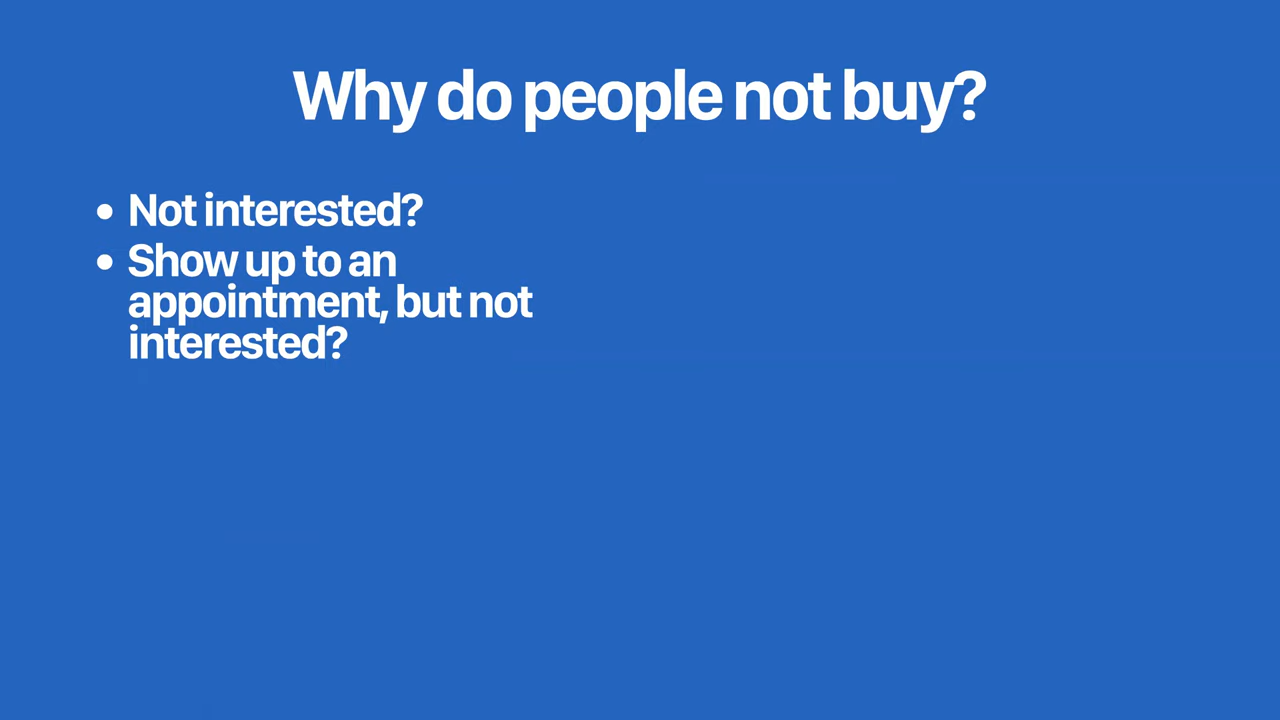 Why do people not buy?
• Not interested?
• Show up to an
appointment, but not
interested?